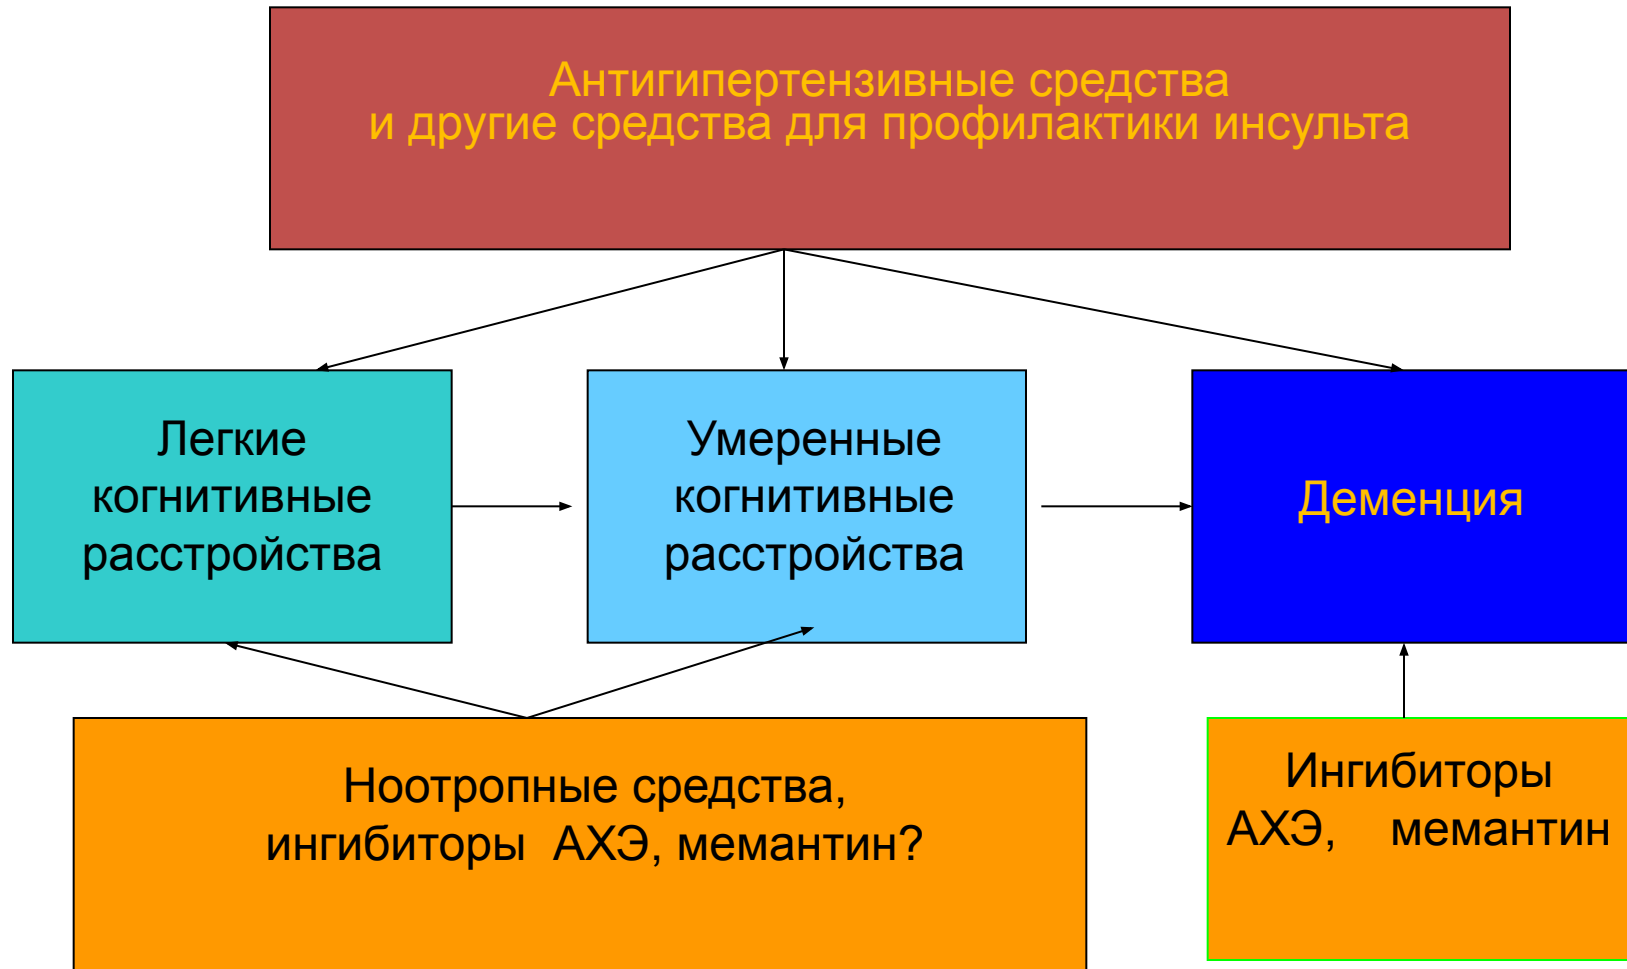 Антигипертензивные средства
и другие средства для профилактики инсульта
Легкие
когнитивные
расстройства
Умеренные
когнитивные
расстройства
Деменция
Ноотропные средства,
ингибиторы АХЭ, мемантин?
Ингибиторы
АХЭ, мемантин